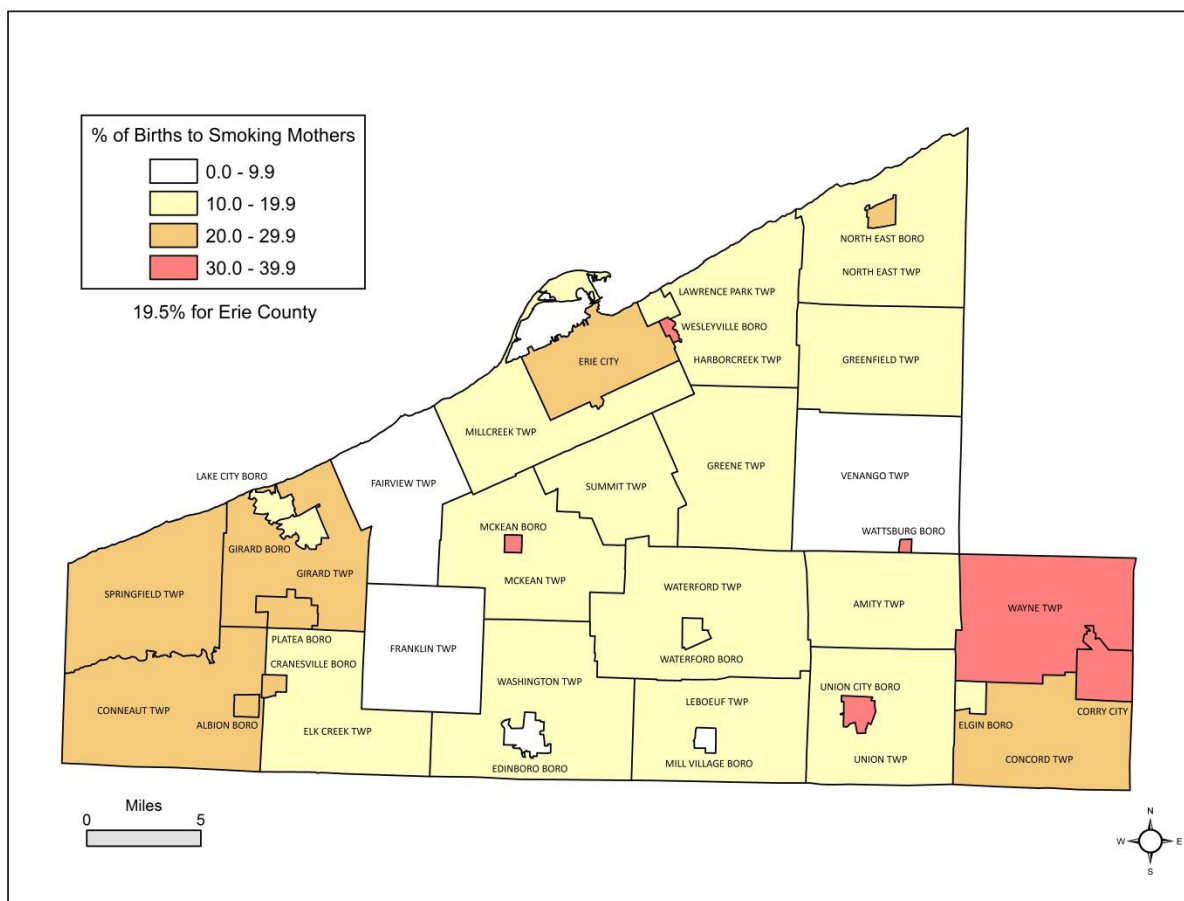 % of Births to Smoking Mothers
0.0 - 9.9
10.0 - 19.9
20.0 - 29.9
30.0 - 39.9
19.5% for Erie County
NORTH EAST BORO
NORTH EAST TWP
LAWRENCE PARK TWP
WESLEYVILLE BORO
HARBORCREEK TWP
GREENFIELD TWP
ERIE CITY
MILLCREEK TWP
GREENE TWP
VENANGO TWP
LAKE CITY BORO
FAIRVIEW TWP
SUMMIT TWP
MCKEAN BORO
WATTSBURG BORO
GIRARD BORO
GIRARD TWP
MCKEAN TWP
WATERFORD TWP
SPRINGFIELD TWP
AMITY TWP
WAYNE TWP
PLATEA BORO
FRANKLIN TWP
WATERFORD BORO
CRANESVILLE BORO
WASHINGTON TWP
UNION CITY BORO
LEBOEUF TWP
CONNEAUT TWP
CORRY CITY
ALBION BORO
ELGIN BORO
ELK CREEK TWP
EDINBORO BORO
MILL VILLAGE BORO
UNION TWP
CONCORD TWP
Miles
0 5
N
W E
S